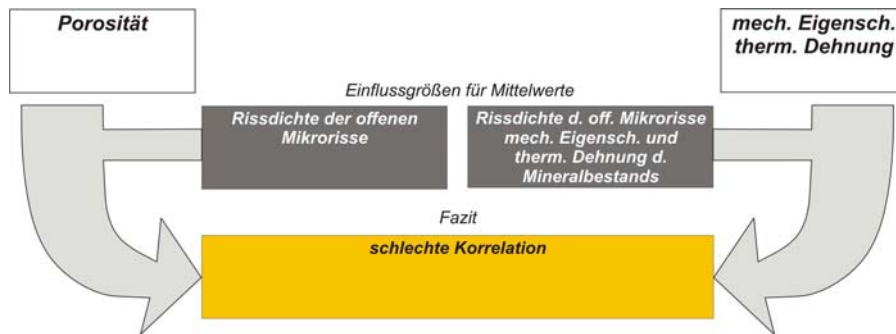 Porosität
mech. Eigensch.
therm. Dehnung
Einflussgrößen für Mittelwerte
Rissdichte der offenen
Mikrorisse
Rissdichte d. off. Mikrorisse
mech. Eigensch. und
therm. Dehnung d.
Mineralbestands
Fazit
schlechte Korrelation